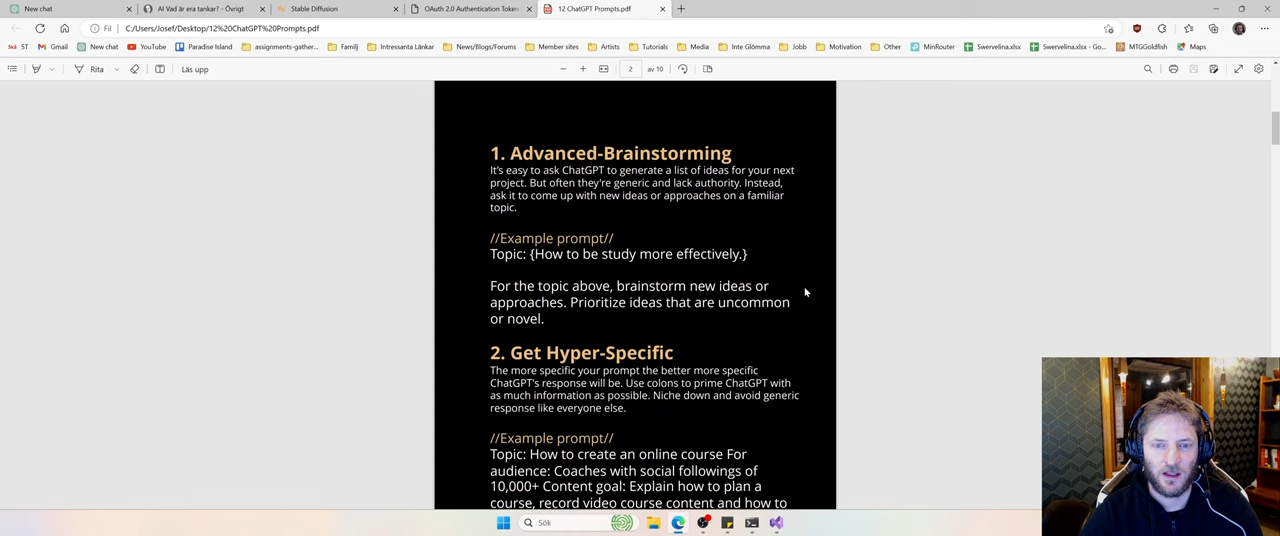 New chat
AI Vad är era tankar? - Övrigt
Stable Diffusion
OAuth 2.0 Authentication Token
12 ChatGPT Prompts.pdf
Fil
C:/Users/Josef/Desktop/12%20ChatGPT%20Prompts.pdf
ST
Gmail
New chat
YouTube
Paradise Island
assignments-gather...
Familj
Intressanta Länkar
News/Blogs/Forums
Member sites
Artists
Tutorials
Media
Inte Glömma
Jobb
Motivation
Other
MinRouter
Swervelina.xlsx
Swervelina.xlsx - Go...
MTGGoldfish
Maps
Rita
Läs upp
2
av 10
1. Advanced-Brainstorming
It's easy to ask ChatGPT to generate a list of ideas for your next
project. But often they're generic and lack authority. Instead,
ask it to come up with new ideas or approaches on a familiar
topic.
//Example prompt//
Topic: {How to be study more effectively.}
For the topic above, brainstorm new ideas or
approaches. Prioritize ideas that are uncommon
or novel.
2. Get Hyper-Specific
The more specific your prompt the better more specific
ChatGPT's response will be. Use colons to prime ChatGPT with
as much information as possible. Niche down and avoid generic
response like everyone else.
//Example prompt//
Topic: How to create an online course For
audience: Coaches with social followings of
10,000+ Content goal: Explain how to plan a
course, record video course content and how to
Sök